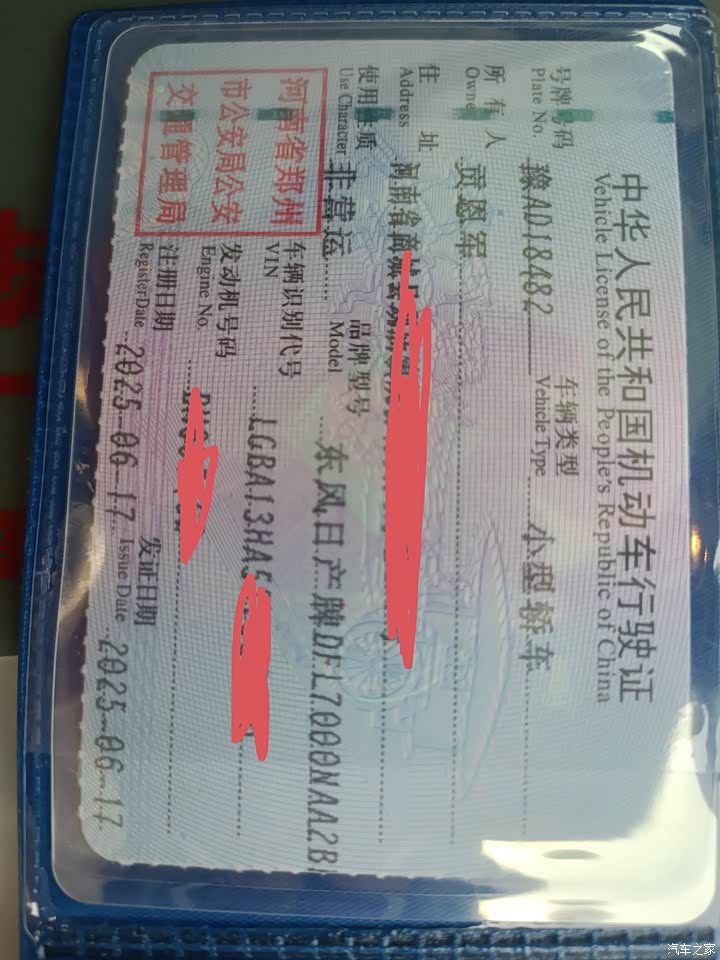 中华人民共和国机动车行驶证
Vehicle License of the People's Republic of China
号牌号码 豫AD18482 车辆类型 小型轿车
Plate No. Vehicle Type
所有人 贡恩军
Owner
住址 河南省商城县
Address
使用性质 非营运 品牌型号 东风日产牌DFL7000NAA2B
Use Character Model
河南省郑州
市公安局公安
交通管理局
车辆识别代号 LGBA13HA
VIN
发动机号码
Engine No.
注册日期 2025-06-17 发证日期 2025-06-17
Register Date Issue Date
汽车之家